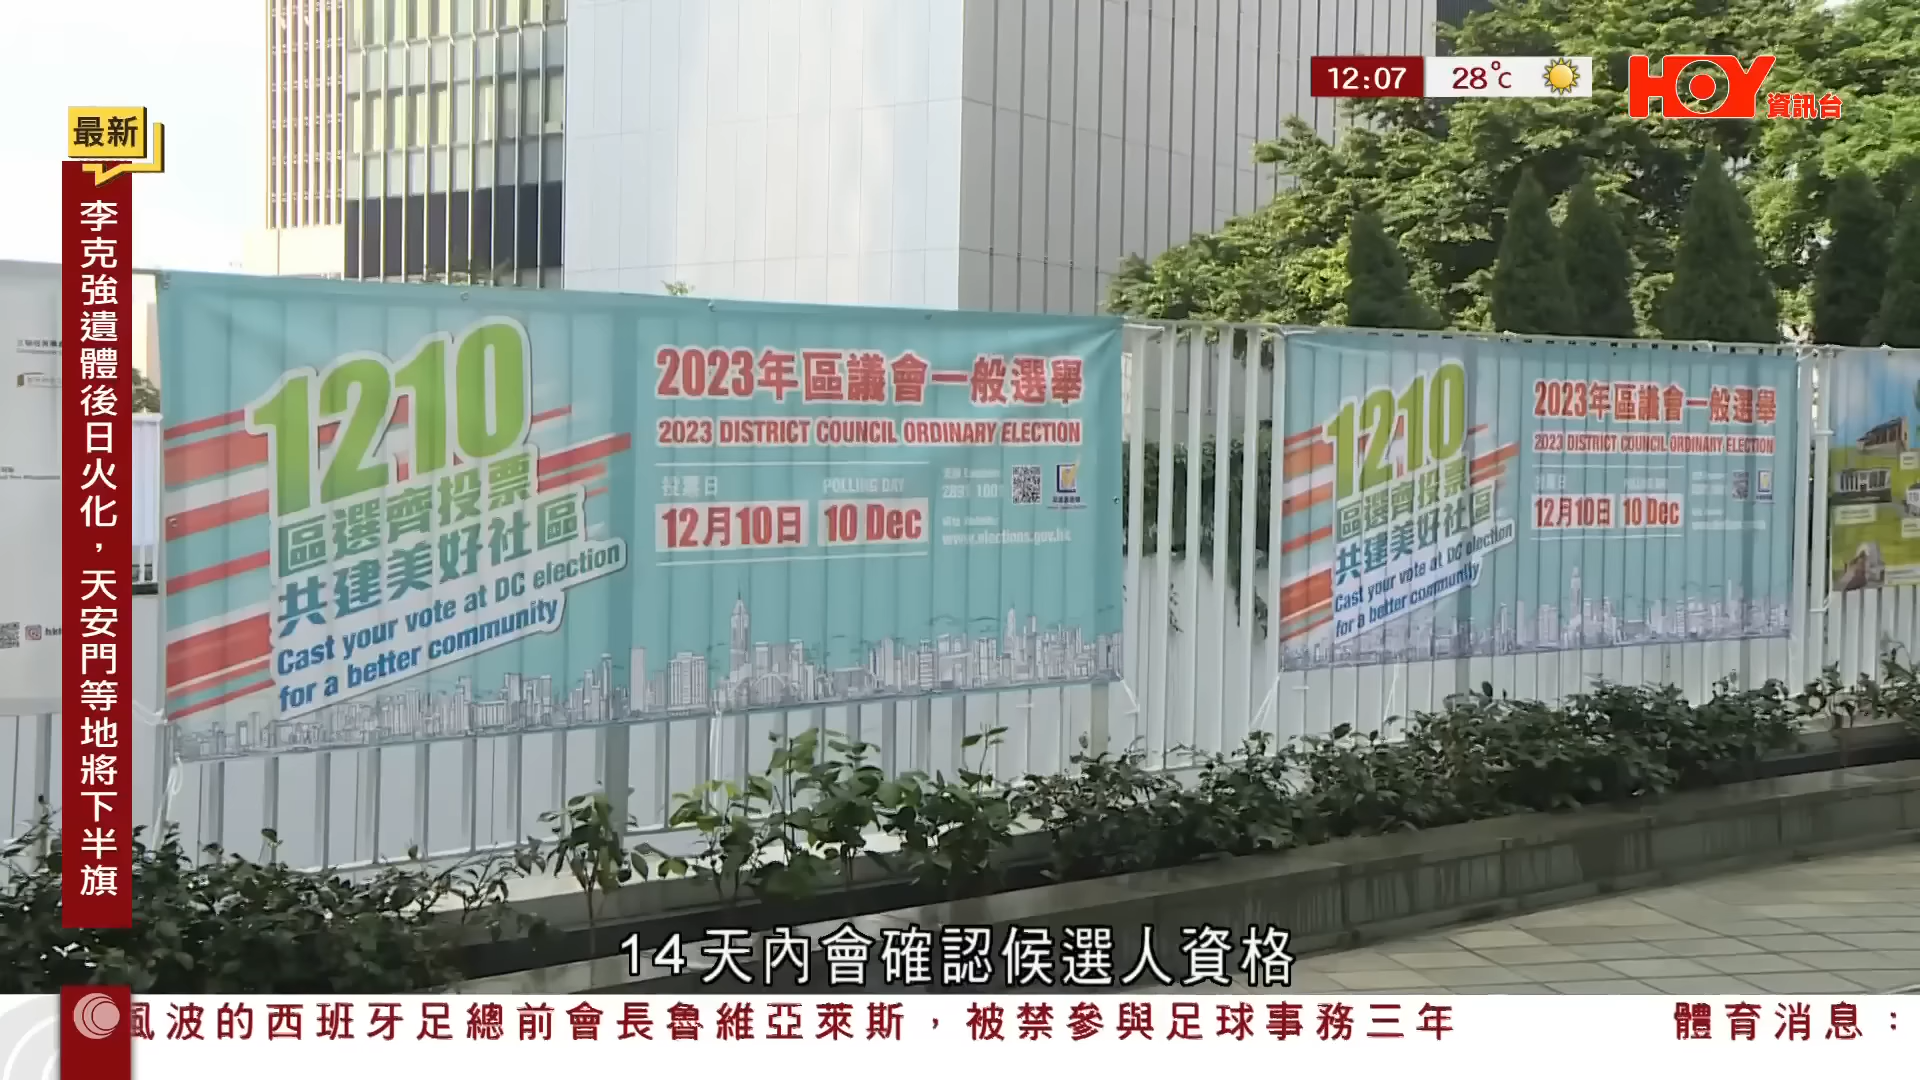 12:07
28°C
HOY
資訊台
最新
李克強遺體後日火化，天安門等地將下半旗
1210
區選齊投票
共建美好社區
Cast your vote at DC election
for a better community
2023年區議會一般選舉
2023 DISTRICT COUNCIL ORDINARY ELECTION
投票日
POLLING DAY
12月10日
10 Dec
www.elections.gov.hk
1210
區選齊投票
共建美好社區
Cast your vote at DC election
for a better community
2023年區議會一般選舉
2023 DISTRICT COUNCIL ORDINARY ELECTION
12月10日
10 Dec
14天內會確認候選人資格
風波的西班牙足總前會長魯維亞萊斯，被禁參與足球事務三年
體育消息：